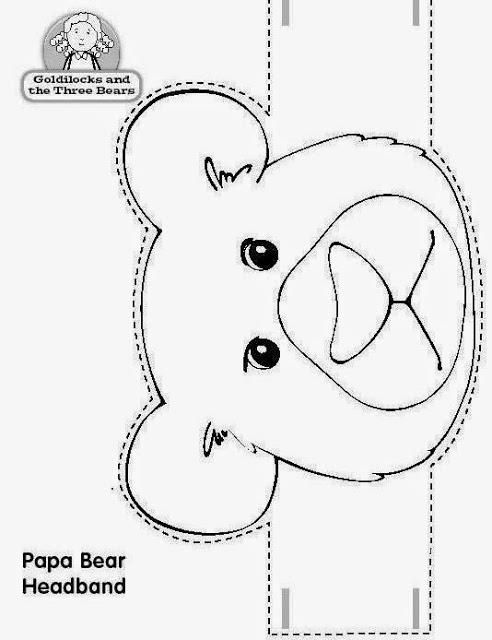 Goldilocks and
the Three Bears
Papa Bear
Headband